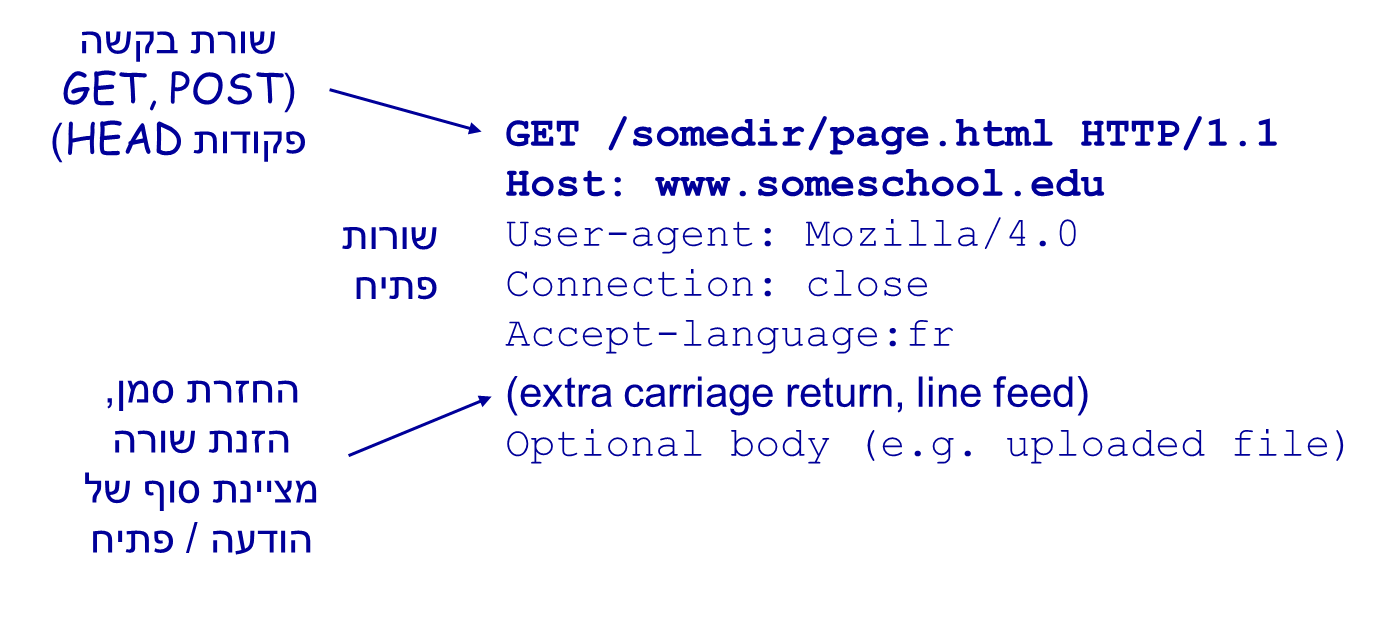 שורת בקשה
GET, POST)
פקודות HEAD)
GET /somedir/page.html HTTP/1.1
Host: www.someschool.edu
User-agent: Mozilla/4.0
Connection: close
Accept-language:fr
שורות
פתיח
(extra carriage return, line feed)
Optional body (e.g. uploaded file)
החזרת סמן,
הזנת שורה
מציינת סוף של
הודעה / פתיח